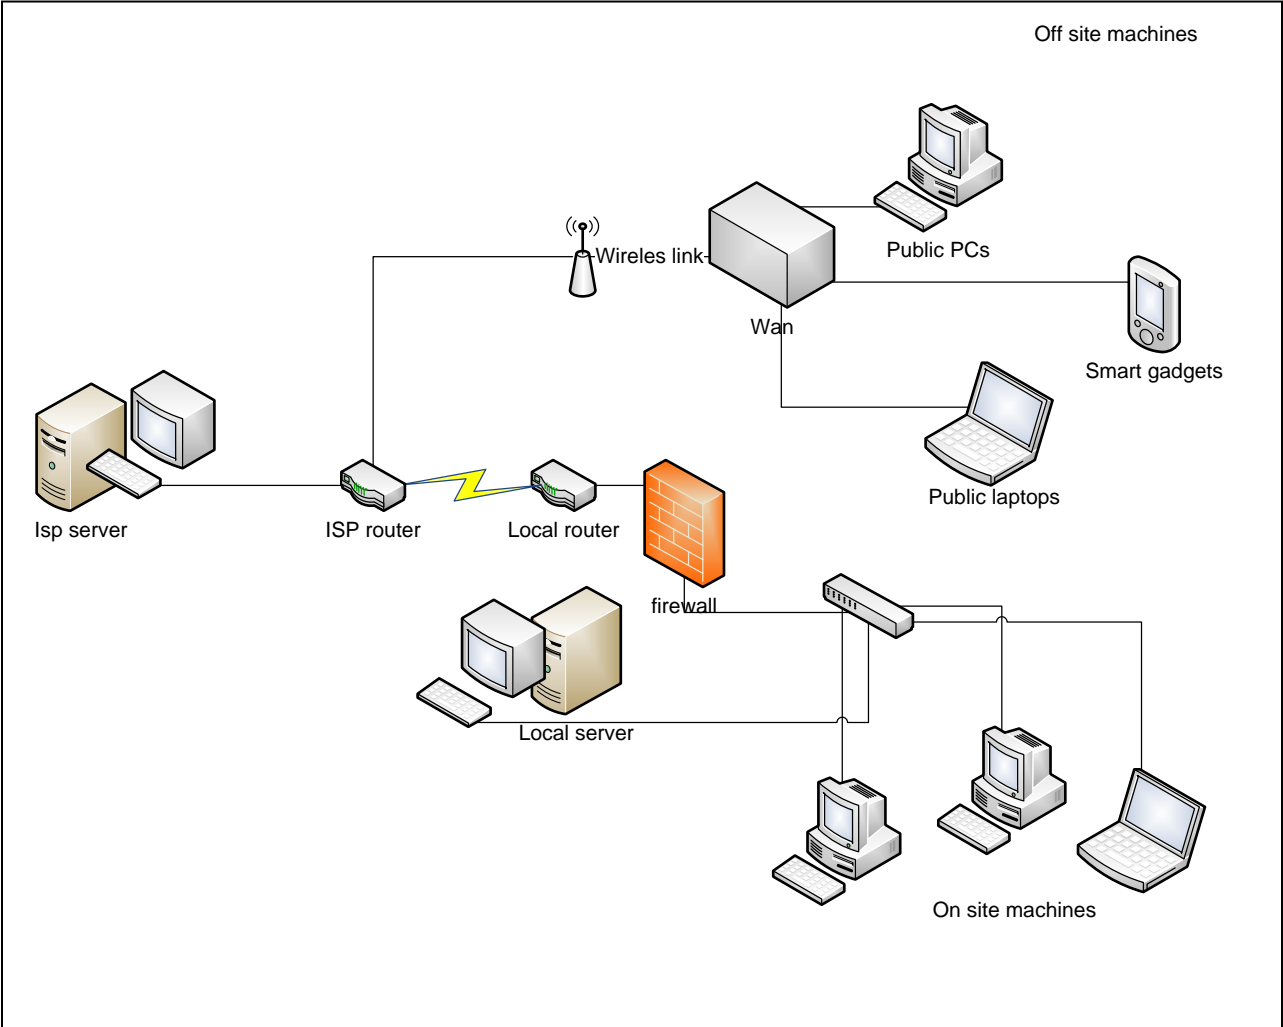 Off site machines
Public PCs
Wireles link
Wan
Smart gadgets
Public laptops
Isp server
ISP router
Local router
firewall
Local server
On site machines